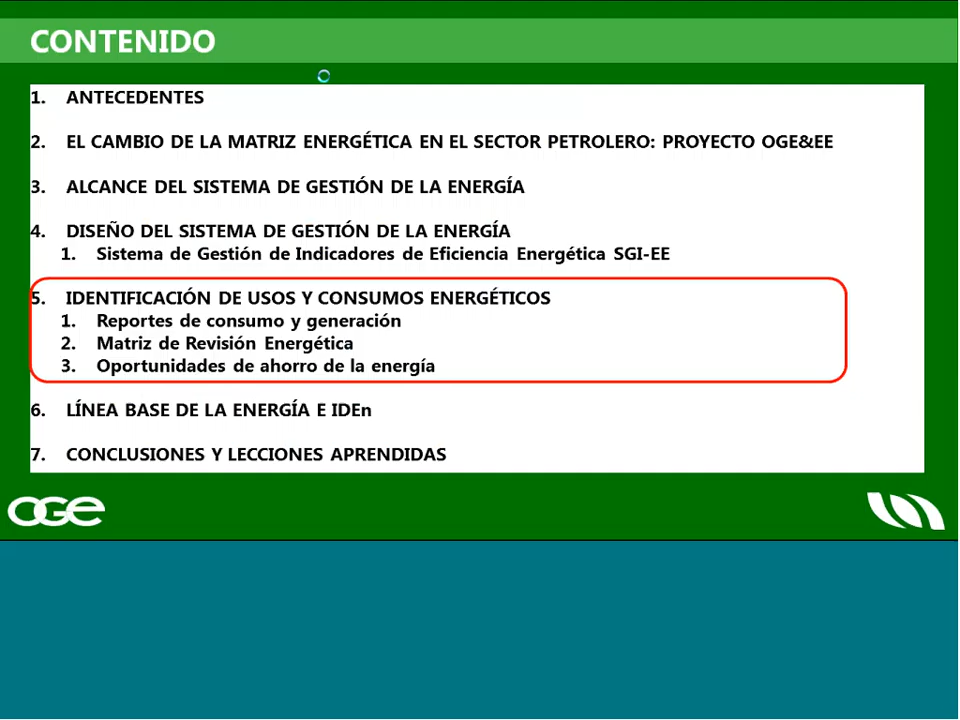 CONTENIDO
1. ANTECEDENTES
2. EL CAMBIO DE LA MATRIZ ENERGÉTICA EN EL SECTOR PETROLERO: PROYECTO OGE&EE
3. ALCANCE DEL SISTEMA DE GESTIÓN DE LA ENERGÍA
4. DISEÑO DEL SISTEMA DE GESTIÓN DE LA ENERGÍA
1. Sistema de Gestión de Indicadores de Eficiencia Energética SGI-EE
5. IDENTIFICACIÓN DE USOS Y CONSUMOS ENERGÉTICOS
1. Reportes de consumo y generación
2. Matriz de Revisión Energética
3. Oportunidades de ahorro de la energía
6. LÍNEA BASE DE LA ENERGÍA E IDEn
7. CONCLUSIONES Y LECCIONES APRENDIDAS
OGE